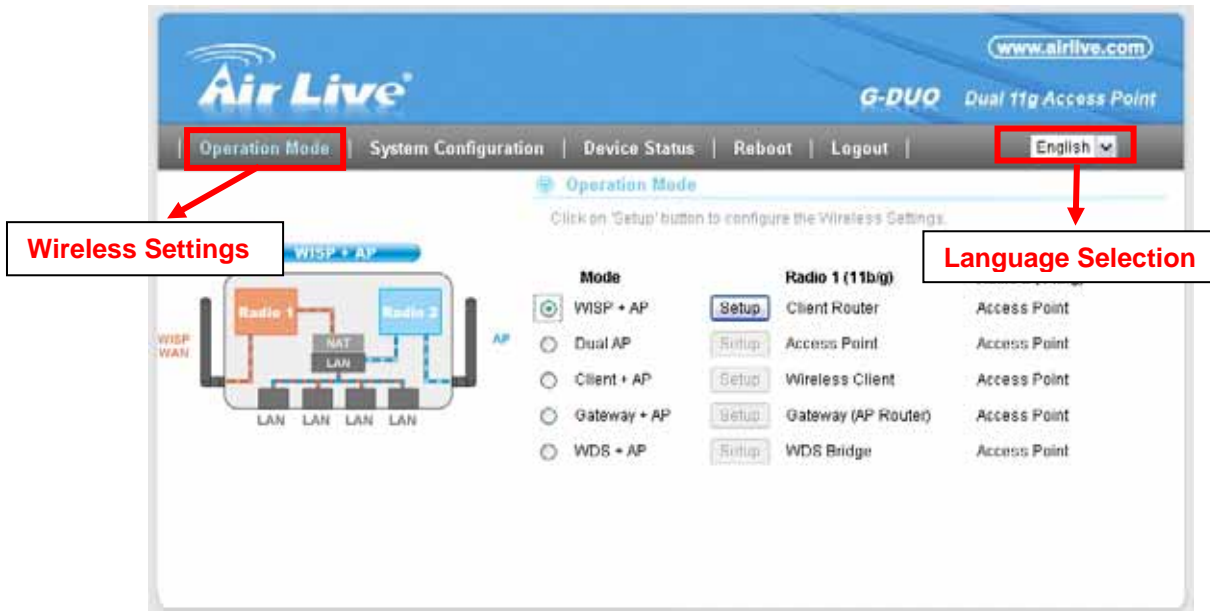 www.airlive.com
Air Live®
G-DUO Dual 11g Access Point
Operation Mode | System Configuration | Device Status | Reboot | Logout | English
Operation Mode
Click on 'Setup' button to configure the Wireless Settings.
Wireless Settings
Language Selection
WISP + AP
Radio 1
Radio 2
WISP WAN
AP
NAT
LAN
LAN LAN LAN LAN
Mode Radio 1 (11b/g)
WISP + AP Setup Client Router Access Point
Dual AP Setup Access Point Access Point
Client + AP Setup Wireless Client Access Point
Gateway + AP Setup Gateway (AP Router) Access Point
WDS + AP Setup WDS Bridge Access Point